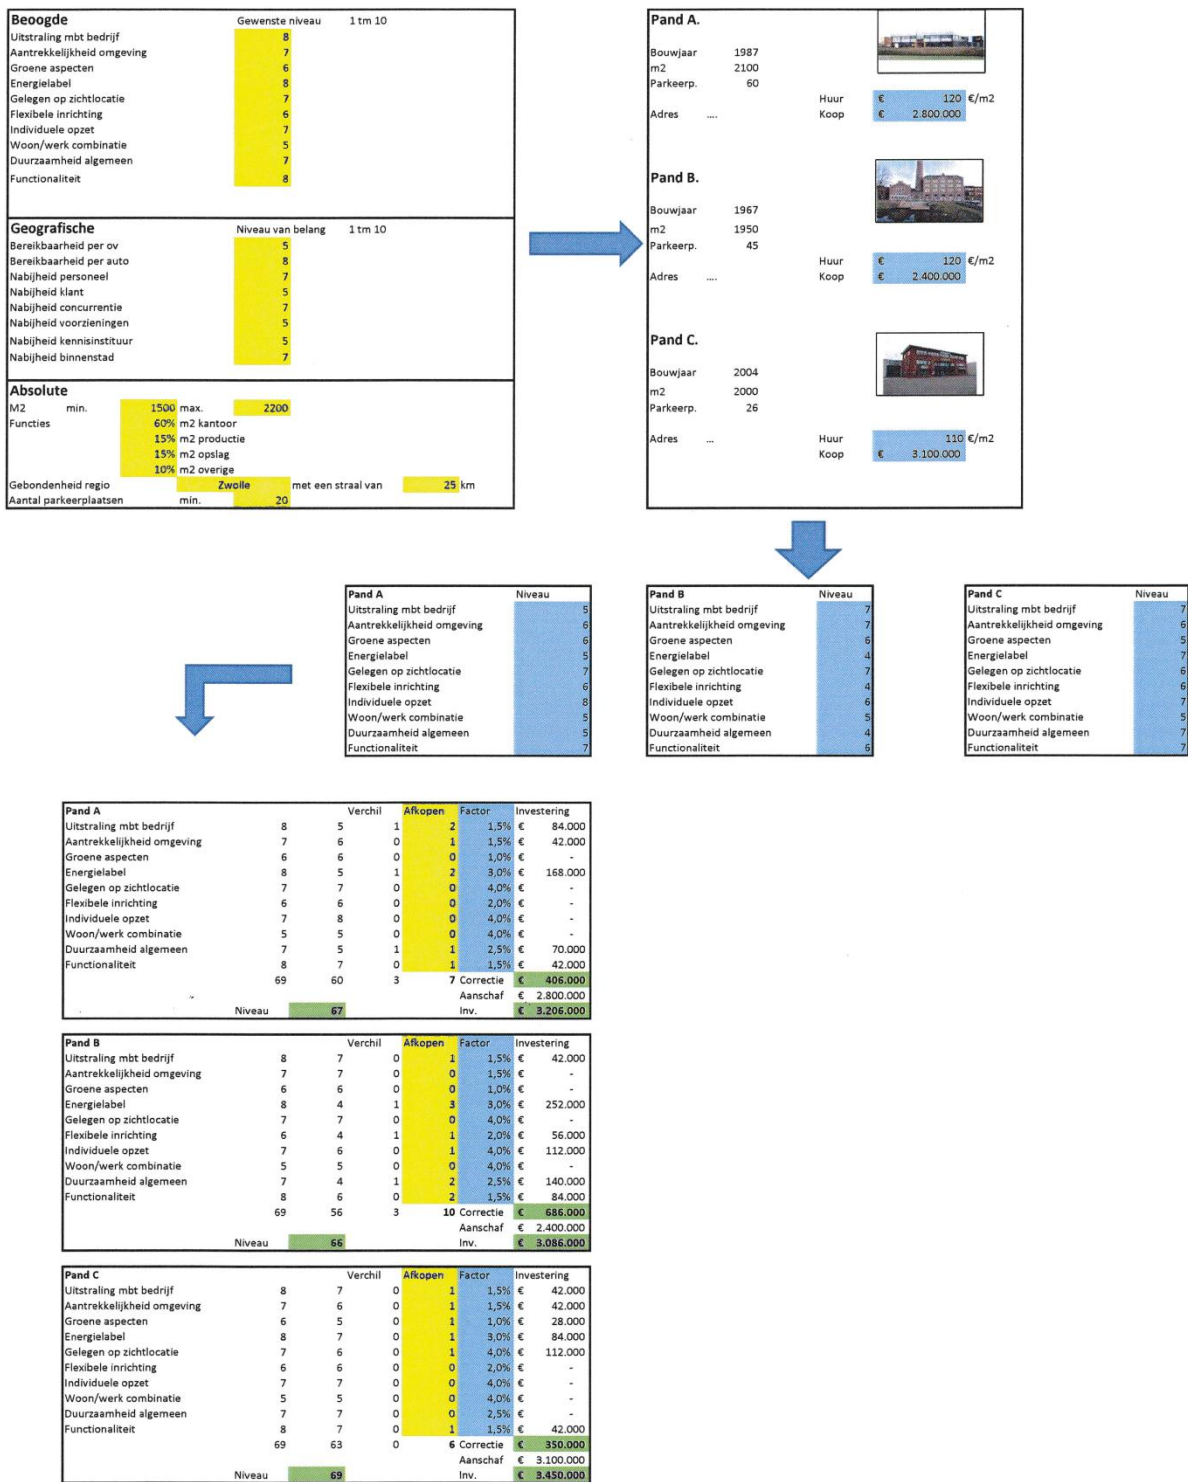 Beoogde Gewenste niveau 1 tm 10
Uitstraling mbt bedrijf 8
Aantrekkelijkheid omgeving 7
Groene aspecten 6
Energielabel 8
Gelegen op zichtlocatie 7
Flexibele inrichting 6
Individuele opzet 7
Woon/werk combinatie 5
Duurzaamheid algemeen 7
Functionaliteit 8
Geografische Niveau van belang 1 tm 10
Bereikbaarheid per ov 5
Bereikbaarheid per auto 8
Nabijheid personeel 7
Nabijheid klant 5
Nabijheid concurrentie 7
Nabijheid voorzieningen 5
Nabijheid kennisinstituur 5
Nabijheid binnenstad 7
Absolute
M2 min. 1500 max. 2200
Functies 60% m2 kantoor
15% m2 productie
15% m2 opslag
10% m2 overige
Gebondenheid regio Zwolle met een straal van 25 km
Aantal parkeerplaatsen min. 20
Pand A.
Bouwjaar 1987
m2 2100
Parkeerp. 60
Huur € 120 €/m2
Adres .... Koop € 2.800.000
Pand B.
Bouwjaar 1967
m2 1950
Parkeerp. 45
Huur € 120 €/m2
Adres .... Koop € 2.400.000
Pand C.
Bouwjaar 2004
m2 2000
Parkeerp. 26
Adres ... Huur 110 €/m2
Koop € 3.100.000
Pand A Niveau
Uitstraling mbt bedrijf 5
Aantrekkelijkheid omgeving 6
Groene aspecten 6
Energielabel 5
Gelegen op zichtlocatie 7
Flexibele inrichting 6
Individuele opzet 8
Woon/werk combinatie 5
Duurzaamheid algemeen 5
Functionaliteit 7
Pand B Niveau
Uitstraling mbt bedrijf 7
Aantrekkelijkheid omgeving 7
Groene aspecten 6
Energielabel 4
Gelegen op zichtlocatie 7
Flexibele inrichting 4
Individuele opzet 6
Woon/werk combinatie 5
Duurzaamheid algemeen 4
Functionaliteit 6
Pand C Niveau
Uitstraling mbt bedrijf 7
Aantrekkelijkheid omgeving 6
Groene aspecten 5
Energielabel 7
Gelegen op zichtlocatie 6
Flexibele inrichting 6
Individuele opzet 7
Woon/werk combinatie 5
Duurzaamheid algemeen 7
Functionaliteit 7
Pand A Verchil Afkopen Factor Investering
Uitstraling mbt bedrijf 8 5 1 2 1,5% € 84.000
Aantrekkelijkheid omgeving 7 6 0 1 1,5% € 42.000
Groene aspecten 6 6 0 0 1,0% € -
Energielabel 8 5 1 2 3,0% € 168.000
Gelegen op zichtlocatie 7 7 0 0 4,0% € -
Flexibele inrichting 6 6 0 0 2,0% € -
Individuele opzet 7 8 0 0 4,0% € -
Woon/werk combinatie 5 5 0 0 4,0% € -
Duurzaamheid algemeen 7 5 1 1 2,5% € 70.000
Functionaliteit 8 7 0 1 1,5% € 42.000
69 60 3 7 Correctie € 406.000
Aanschaf € 2.800.000
Niveau 67 Inv. € 3.206.000
Pand B Verchil Afkopen Factor Investering
Uitstraling mbt bedrijf 8 7 0 1 1,5% € 42.000
Aantrekkelijkheid omgeving 7 7 0 0 1,5% € -
Groene aspecten 6 6 0 0 1,0% € -
Energielabel 8 4 1 3 3,0% € 252.000
Gelegen op zichtlocatie 7 7 0 0 4,0% € -
Flexibele inrichting 6 4 1 1 2,0% € 56.000
Individuele opzet 7 6 0 1 4,0% € 112.000
Woon/werk combinatie 5 5 0 0 4,0% € -
Duurzaamheid algemeen 7 4 1 2 2,5% € 140.000
Functionaliteit 8 6 0 2 1,5% € 84.000
69 56 3 10 Correctie € 686.000
Aanschaf € 2.400.000
Niveau 66 Inv. € 3.086.000
Pand C Verchil Afkopen Factor Investering
Uitstraling mbt bedrijf 8 7 0 1 1,5% € 42.000
Aantrekkelijkheid omgeving 7 6 0 1 1,5% € 42.000
Groene aspecten 6 5 0 1 1,0% € 28.000
Energielabel 8 7 0 1 3,0% € 84.000
Gelegen op zichtlocatie 7 6 0 1 4,0% € 112.000
Flexibele inrichting 6 6 0 0 2,0% € -
Individuele opzet 7 7 0 0 4,0% € -
Woon/werk combinatie 5 5 0 0 4,0% € -
Duurzaamheid algemeen 7 7 0 0 2,5% € -
Functionaliteit 8 7 0 1 1,5% € 42.000
69 63 0 6 Correctie € 350.000
Aanschaf € 3.100.000
Niveau 69 Inv. € 3.450.000